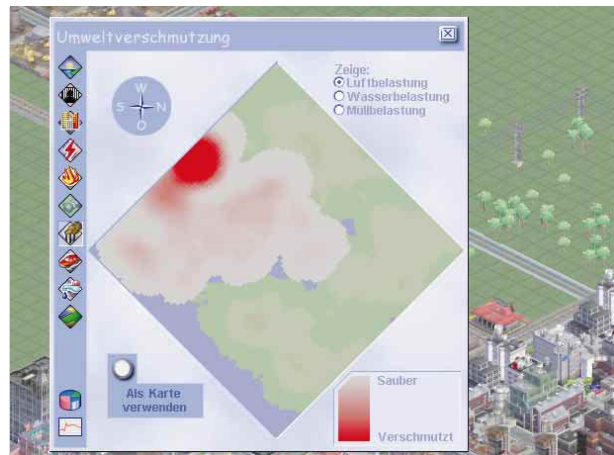 Umweltverschmutzung
Zeige:
Luftbelastung
Wasserbelastung
Müllbelastung
W
S N
O
Als Karte
verwenden
Sauber
Verschmutzt